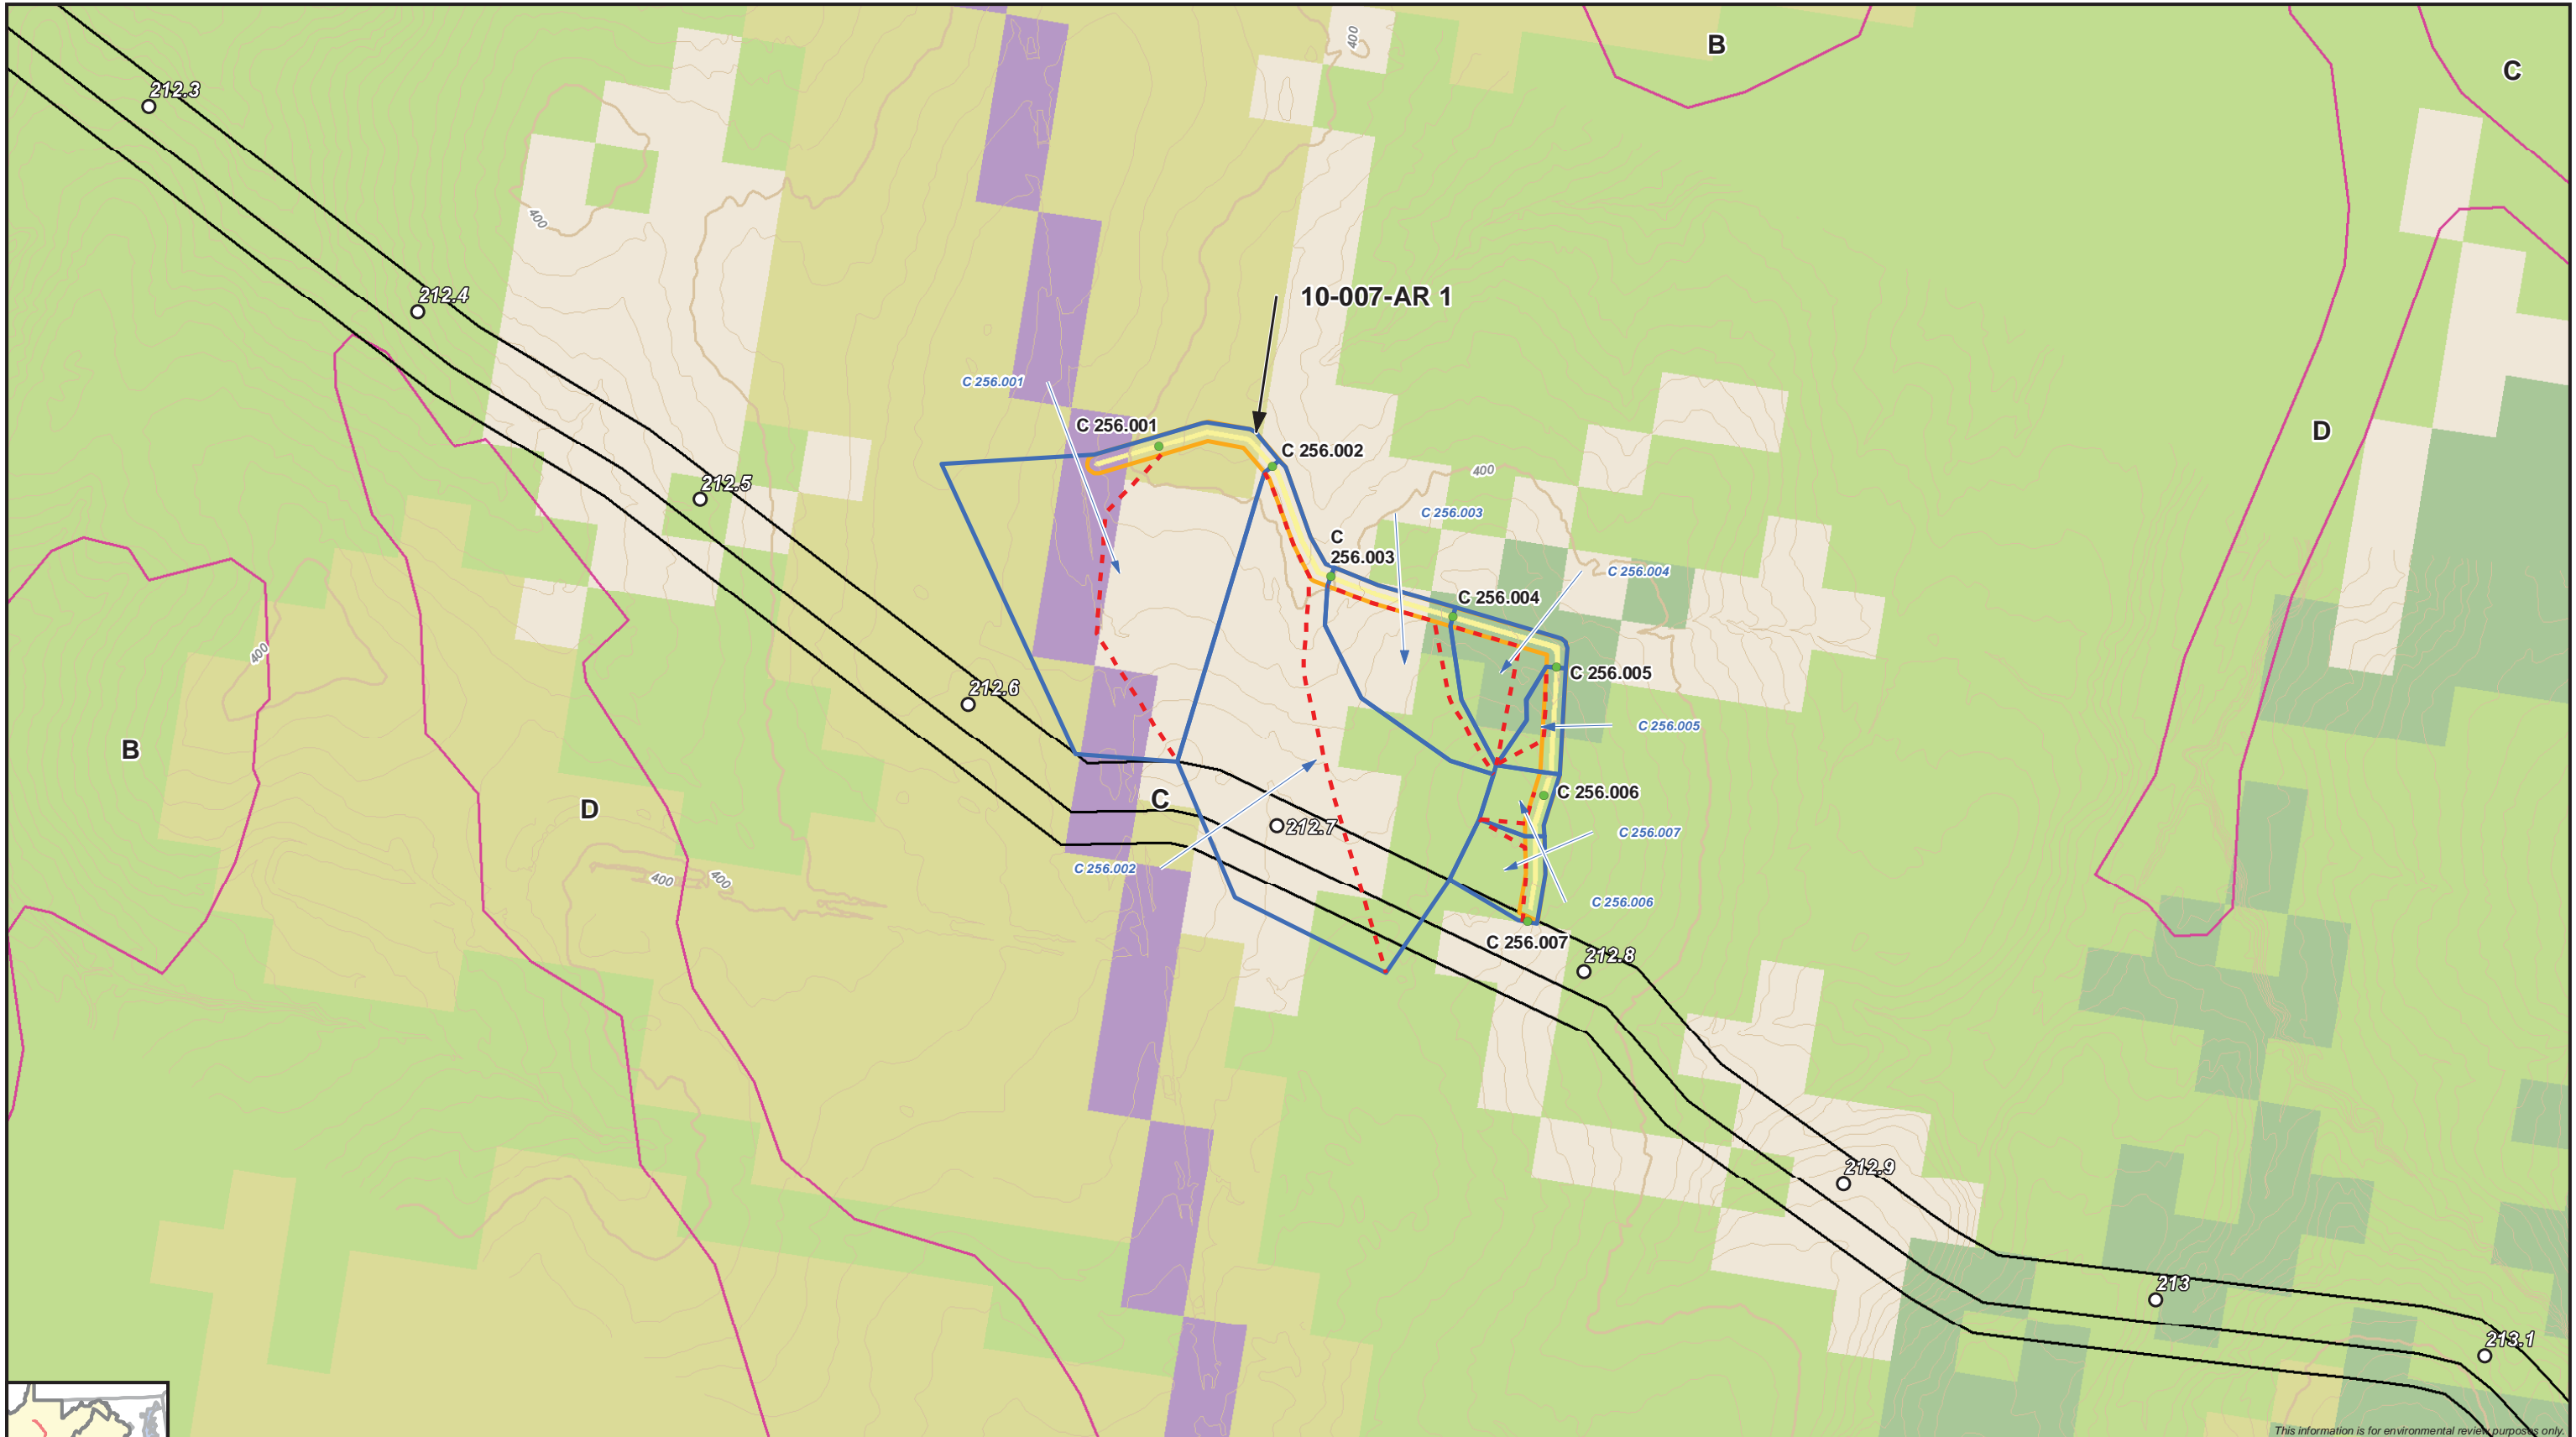 B
C
212.3
400
400
212.4
10-007-AR 1
C 256.001
C 256.001
C 256.002
D
400
212.5
C 256.003
C
256.003
C 256.004
C 256.004
400
C 256.005
212.6
C 256.005
B
C 256.006
C
D
212.7
C 256.007
C 256.002
400
400
C 256.006
C 256.007
212.8
212.9
213
213.1
This information is for environmental review purposes only.